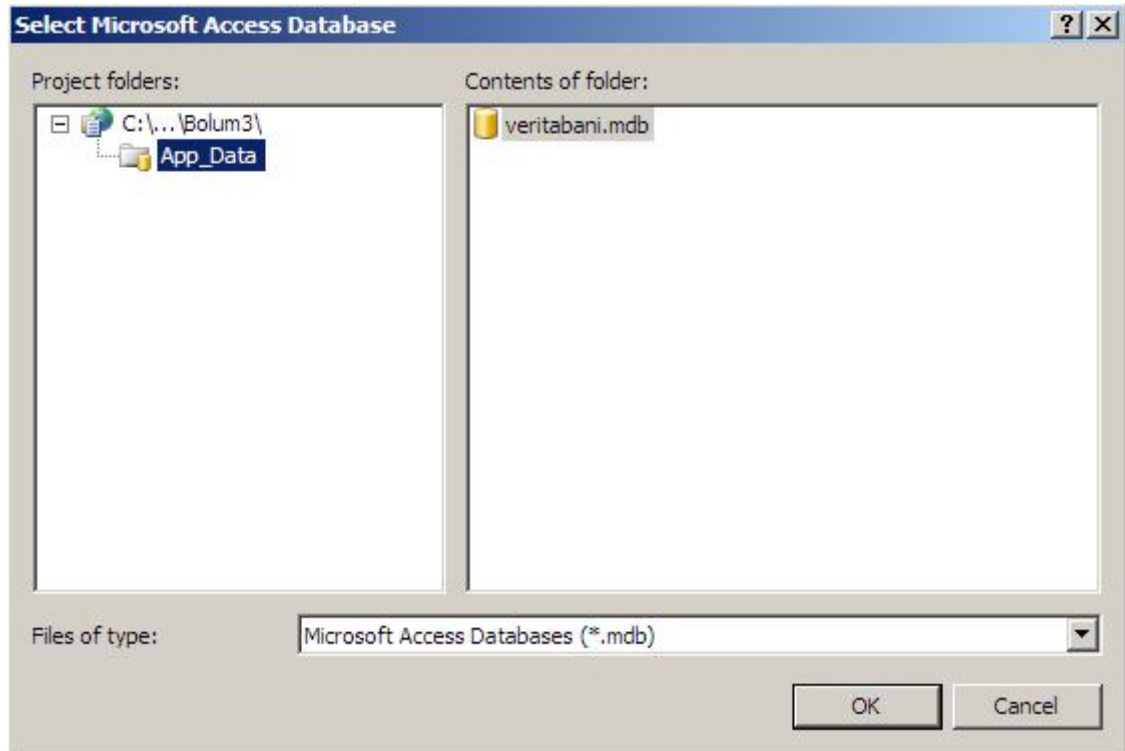 Select Microsoft Access Database
Project folders:
Contents of folder:
C:\...\Bolum3\
App_Data
veritabani.mdb
Files of type:
Microsoft Access Databases (*.mdb)
OK
Cancel